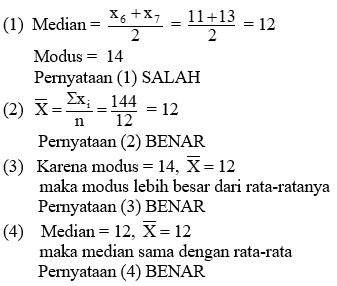 (1) Median = x₆ + x₇ / 2 = 11 + 13 / 2 = 12
Modus = 14
Pernyataan (1) SALAH
(2) X̅ = Σxᵢ / n = 144 / 12 = 12
Pernyataan (2) BENAR
(3) Karena modus = 14, X̅ = 12
maka modus lebih besar dari rata-ratanya
Pernyataan (3) BENAR
(4) Median = 12, X̅ = 12
maka median sama dengan rata-rata
Pernyataan (4) BENAR